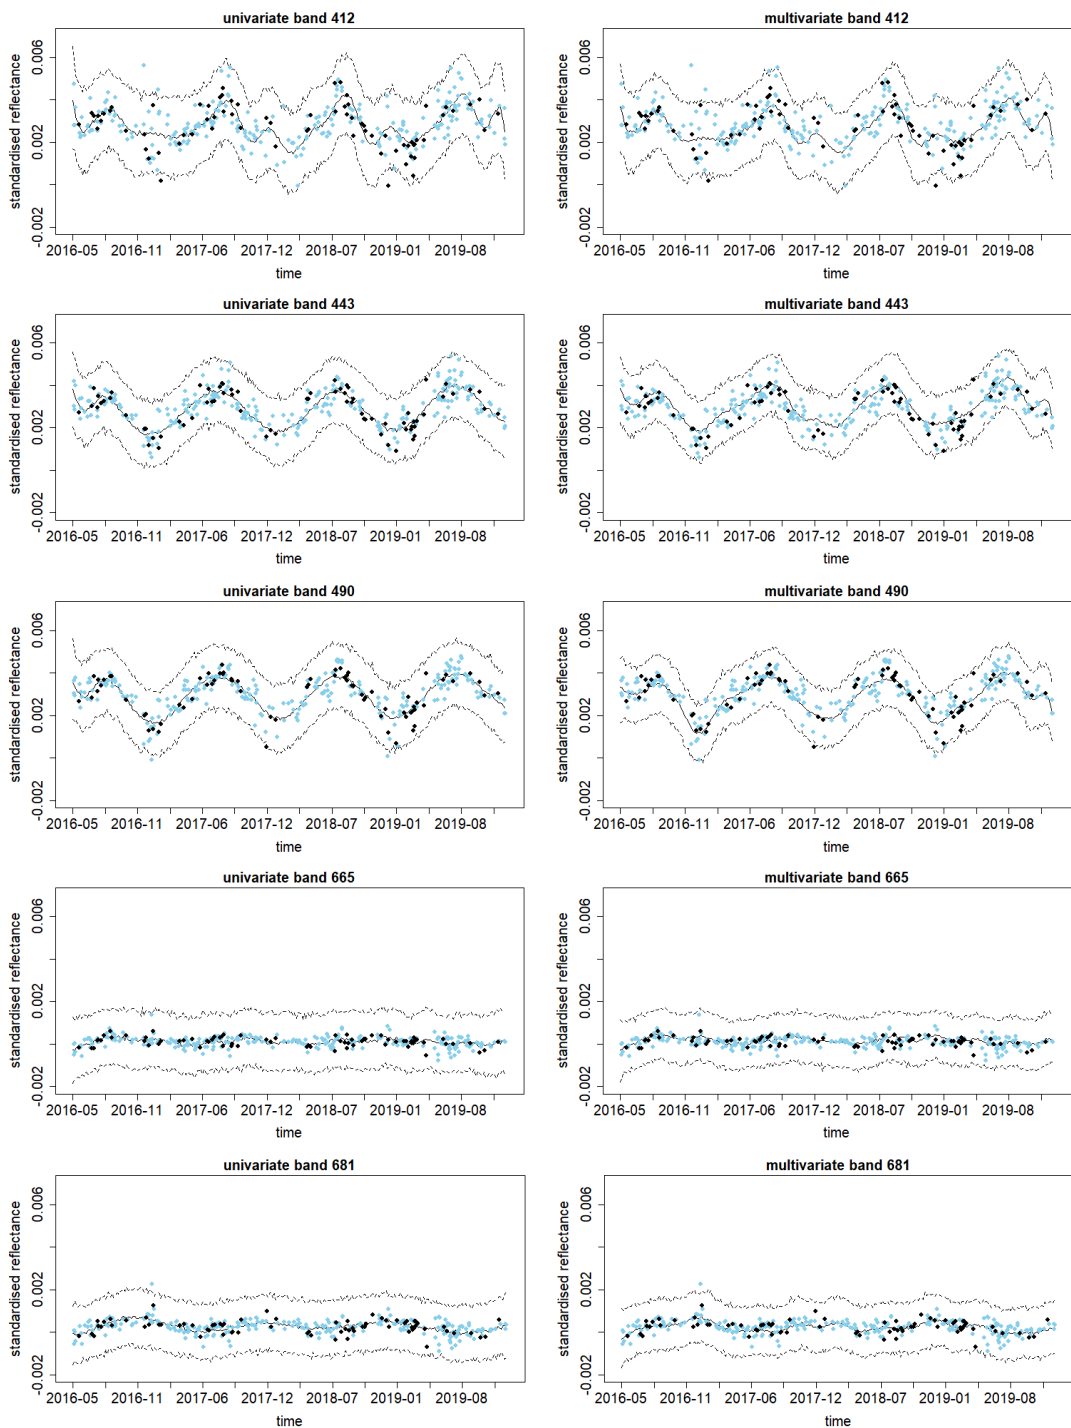 univariate band 412
standardised reflectance
0.006
0.002
-0.002
2016-05 2016-11 2017-06 2017-12 2018-07 2019-01 2019-08
time
multivariate band 412
standardised reflectance
0.006
0.002
-0.002
2016-05 2016-11 2017-06 2017-12 2018-07 2019-01 2019-08
time
univariate band 443
standardised reflectance
0.006
0.002
-0.002
2016-05 2016-11 2017-06 2017-12 2018-07 2019-01 2019-08
time
multivariate band 443
standardised reflectance
0.006
0.002
-0.002
2016-05 2016-11 2017-06 2017-12 2018-07 2019-01 2019-08
time
univariate band 490
standardised reflectance
0.006
0.002
-0.002
2016-05 2016-11 2017-06 2017-12 2018-07 2019-01 2019-08
time
multivariate band 490
standardised reflectance
0.006
0.002
-0.002
2016-05 2016-11 2017-06 2017-12 2018-07 2019-01 2019-08
time
univariate band 665
standardised reflectance
0.006
0.002
-0.002
2016-05 2016-11 2017-06 2017-12 2018-07 2019-01 2019-08
time
multivariate band 665
standardised reflectance
0.006
0.002
-0.002
2016-05 2016-11 2017-06 2017-12 2018-07 2019-01 2019-08
time
univariate band 681
standardised reflectance
0.006
0.002
-0.002
2016-05 2016-11 2017-06 2017-12 2018-07 2019-01 2019-08
time
multivariate band 681
standardised reflectance
0.006
0.002
-0.002
2016-05 2016-11 2017-06 2017-12 2018-07 2019-01 2019-08
time